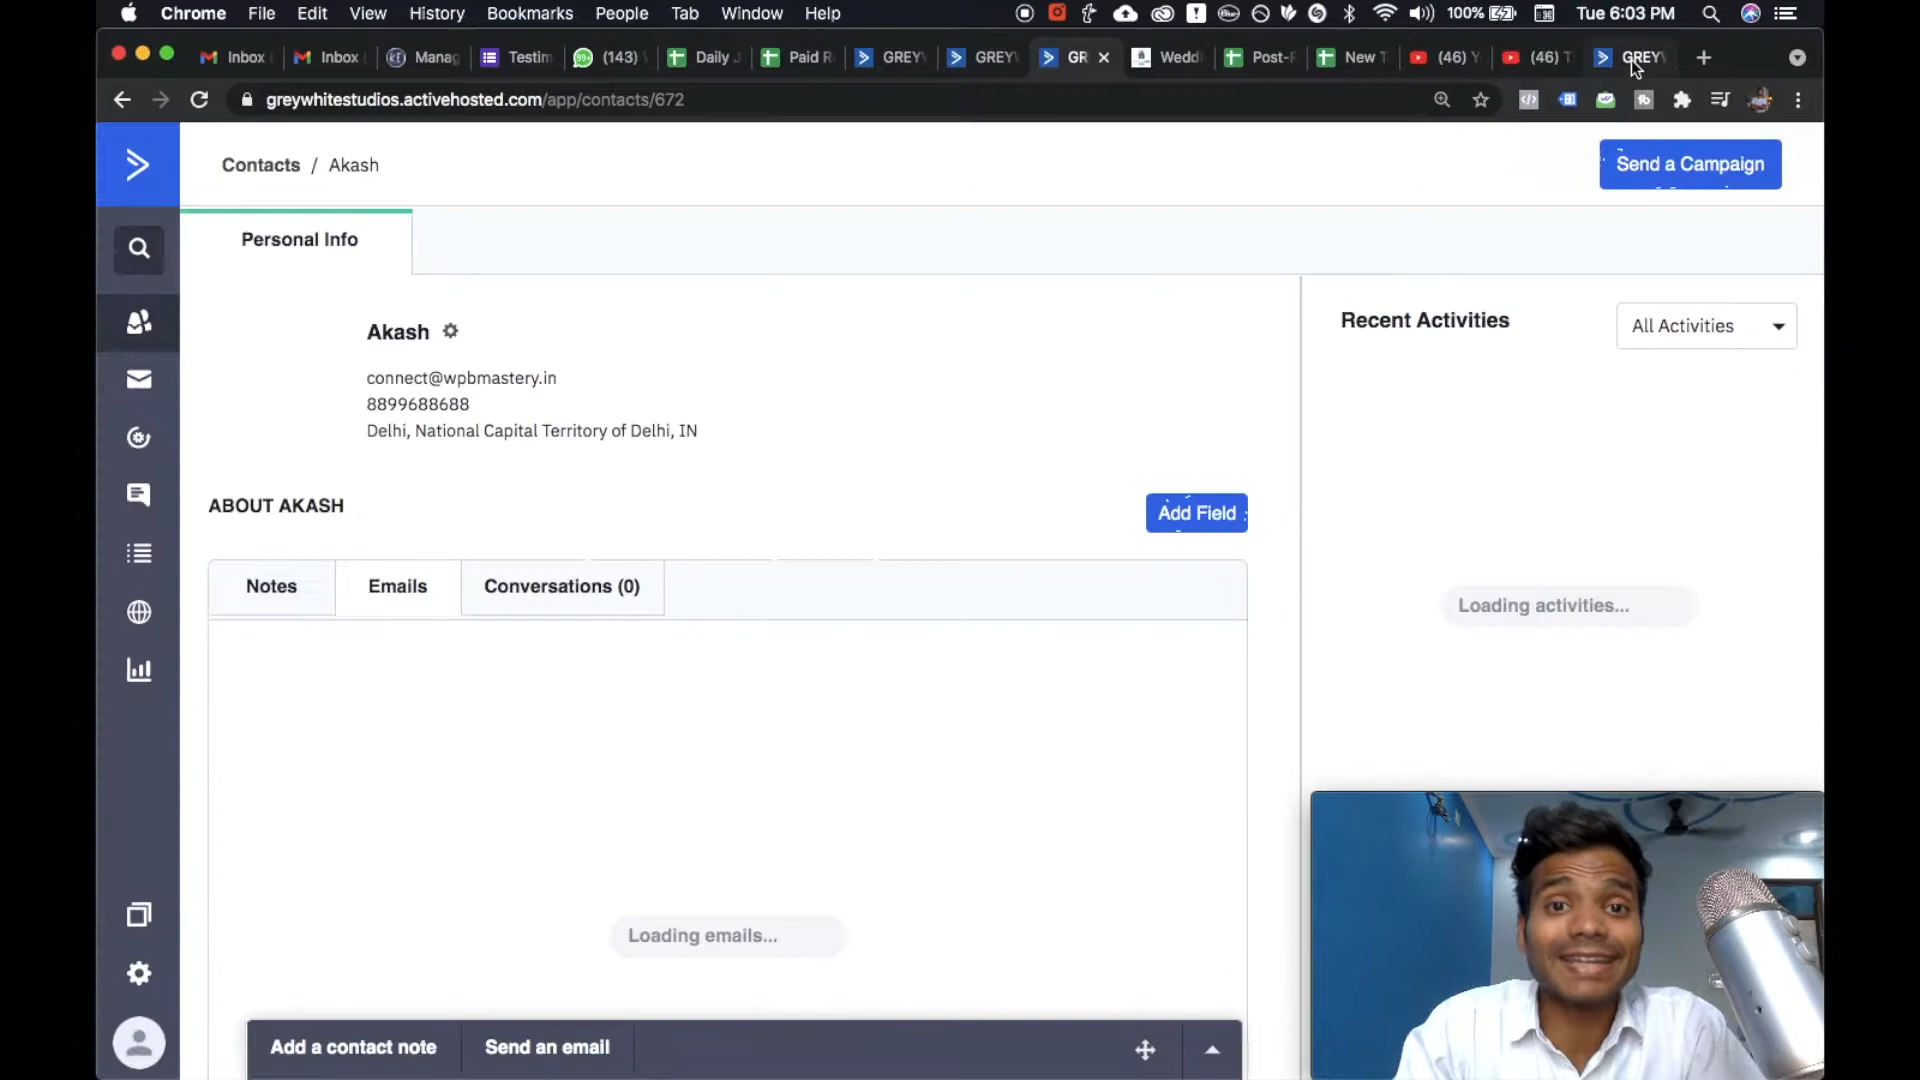 Chrome File Edit View History Bookmarks People Tab Window Help 100% Tue 6:03 PM
Inbox Inbox Manag Testim (143) Daily Paid R GREY GREY GR Wedd Post-F New T (46) Y (46) T GREY
greywhitestudios.activehosted.com/app/contacts/672
Contacts / Akash
Send a Campaign
Personal Info
Akash
connect@wpbmastery.in
8899688688
Delhi, National Capital Territory of Delhi, IN
Recent Activities
All Activities
ABOUT AKASH
Add Field
Notes Emails Conversations (0)
Loading activities...
Loading emails...
Add a contact note Send an email